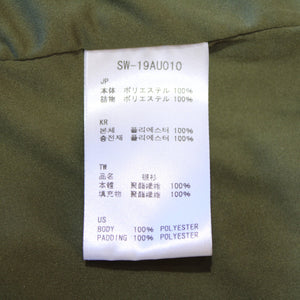 SW-19AU010
JP
本体 ポリエステル 100%
詰物 ポリエステル 100%
KR
본체 폴리에스터 100%
충전재 폴리에스터 100%
TW
品名 襯衫
本體 聚酯纖維 100%
填充物 聚酯纖維 100%
US
BODY 100% POLYESTER
PADDING 100% POLYESTER